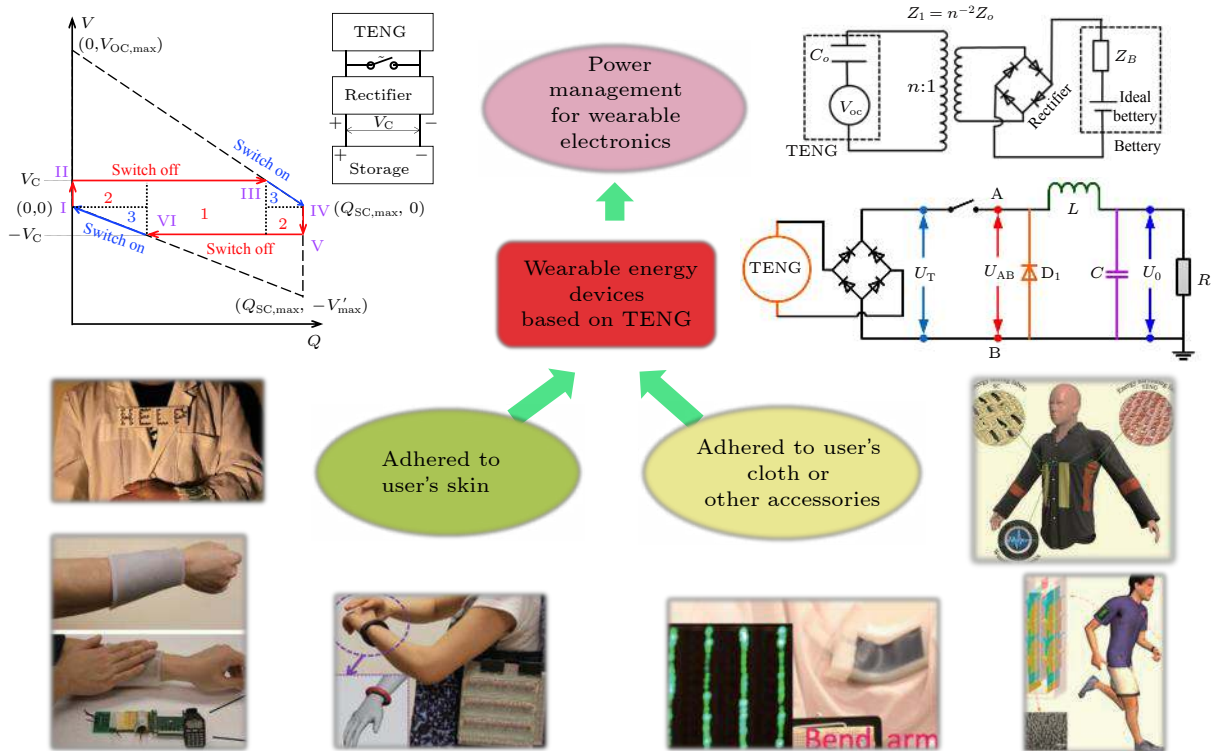 V
(0,V_OC,max)
Switch on
II
Switch off
V_C
III
2
3
(0,0)
I
IV
(Q_SC,max, 0)
3
1
2
VI
−V_C
Switch on
Switch off
V
(Q_SC,max, −V′_max)
Q
TENG
~
Rectifier
+ V_C −
+ −
Storage
Power
management
for wearable
electronics
Z_1 = n^{-2}Z_o
C_o
V_oc
TENG
n:1
Rectifier
Z_B
Ideal
bettery
Bettery
TENG
U_T
A
U_AB
B
D_1
L
C
U_0
R
Wearable energy
devices
based on TENG
Adhered to
user's skin
Adhered to user's
cloth or
other accessories
HELP
SC
TENG
Bend arm